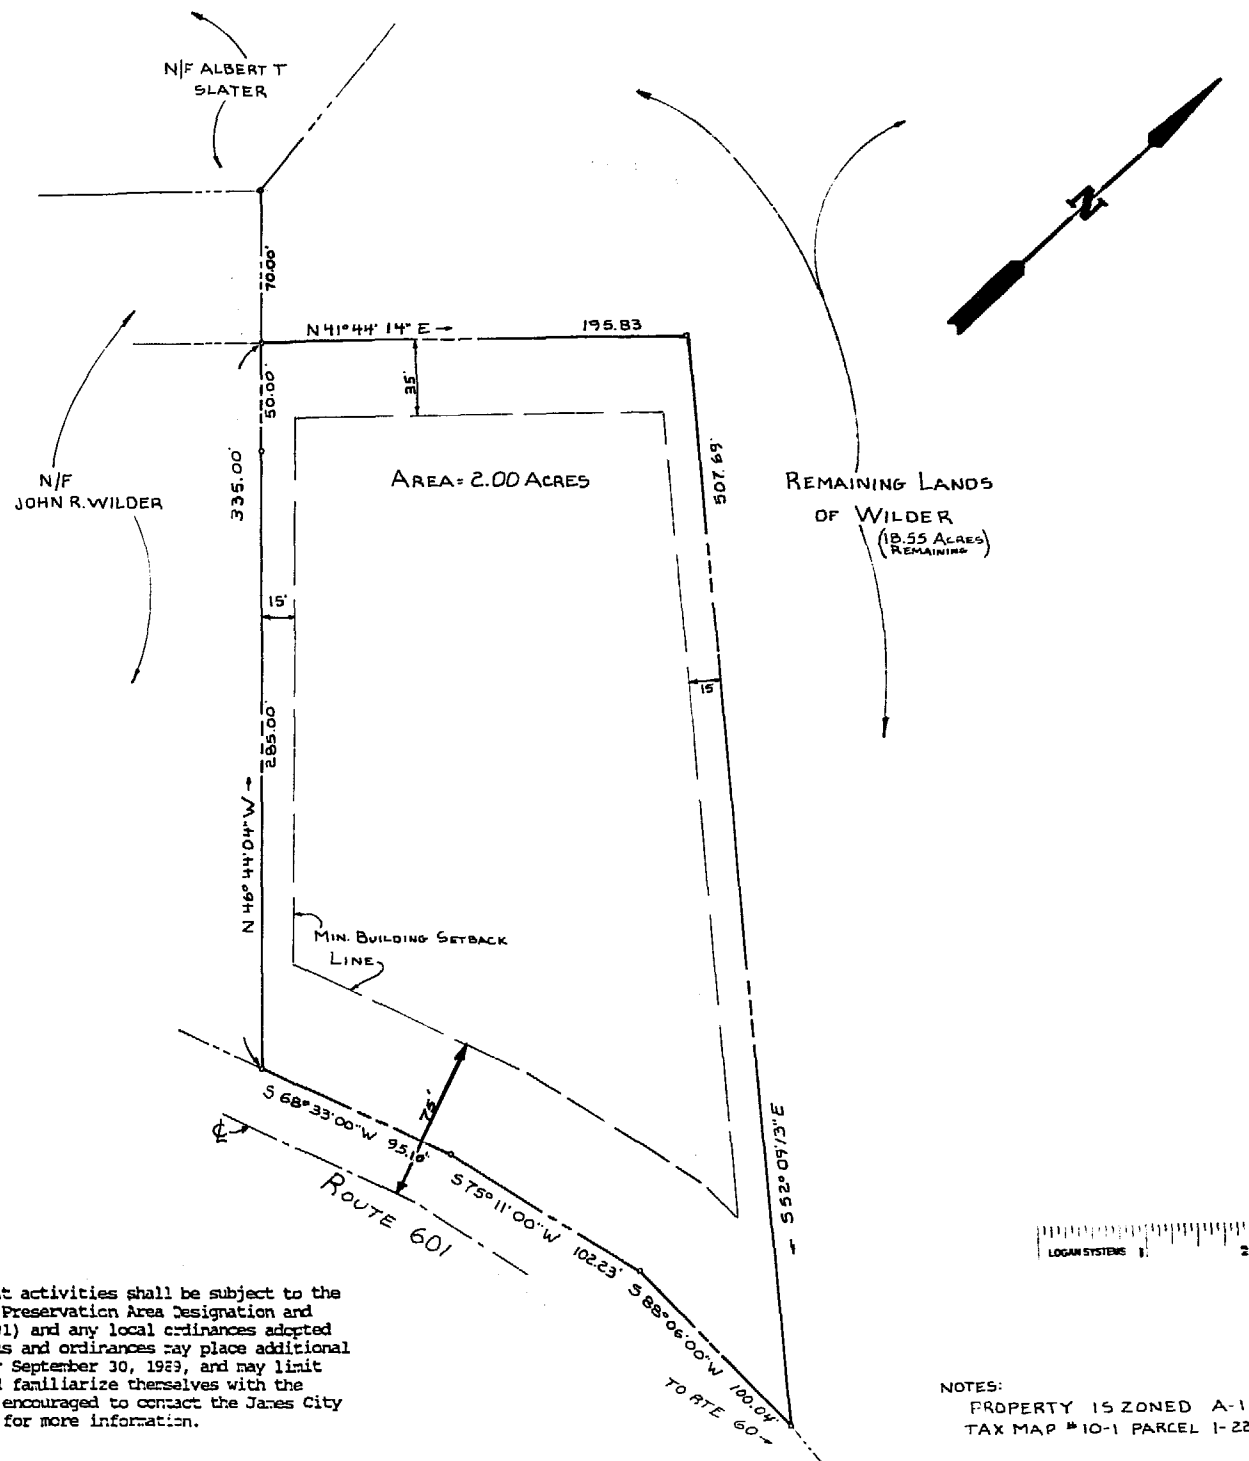 N/F ALBERT T
SLATER
N
70.00'
N 41° 44' 14" E
195.83
50.00'
35'
335.00'
507.69'
N/F
JOHN R. WILDER
AREA = 2.00 ACRES
REMAINING LANDS
OF WILDER
(18.55 ACRES
REMAINING)
15'
15'
285.00'
N 46° 44' 04" W
MIN. BUILDING SETBACK
LINE
75'
S 68° 33' 00" W 95.10'
S 52° 09' 13" E
℄
ROUTE 601
S 75° 11' 00" W 102.23'
S 88° 06' 00" W 100.04'
TO RTE 60
LOGAN SYSTEMS 1 2
t activities shall be subject to the
Preservation Area Designation and
1) and any local ordinances adopted
s and ordinances may place additional
r September 30, 1989, and may limit
familiarize themselves with the
encouraged to contact the James City
for more information.
NOTES:
PROPERTY IS ZONED A-1
TAX MAP #10-1 PARCEL 1-22